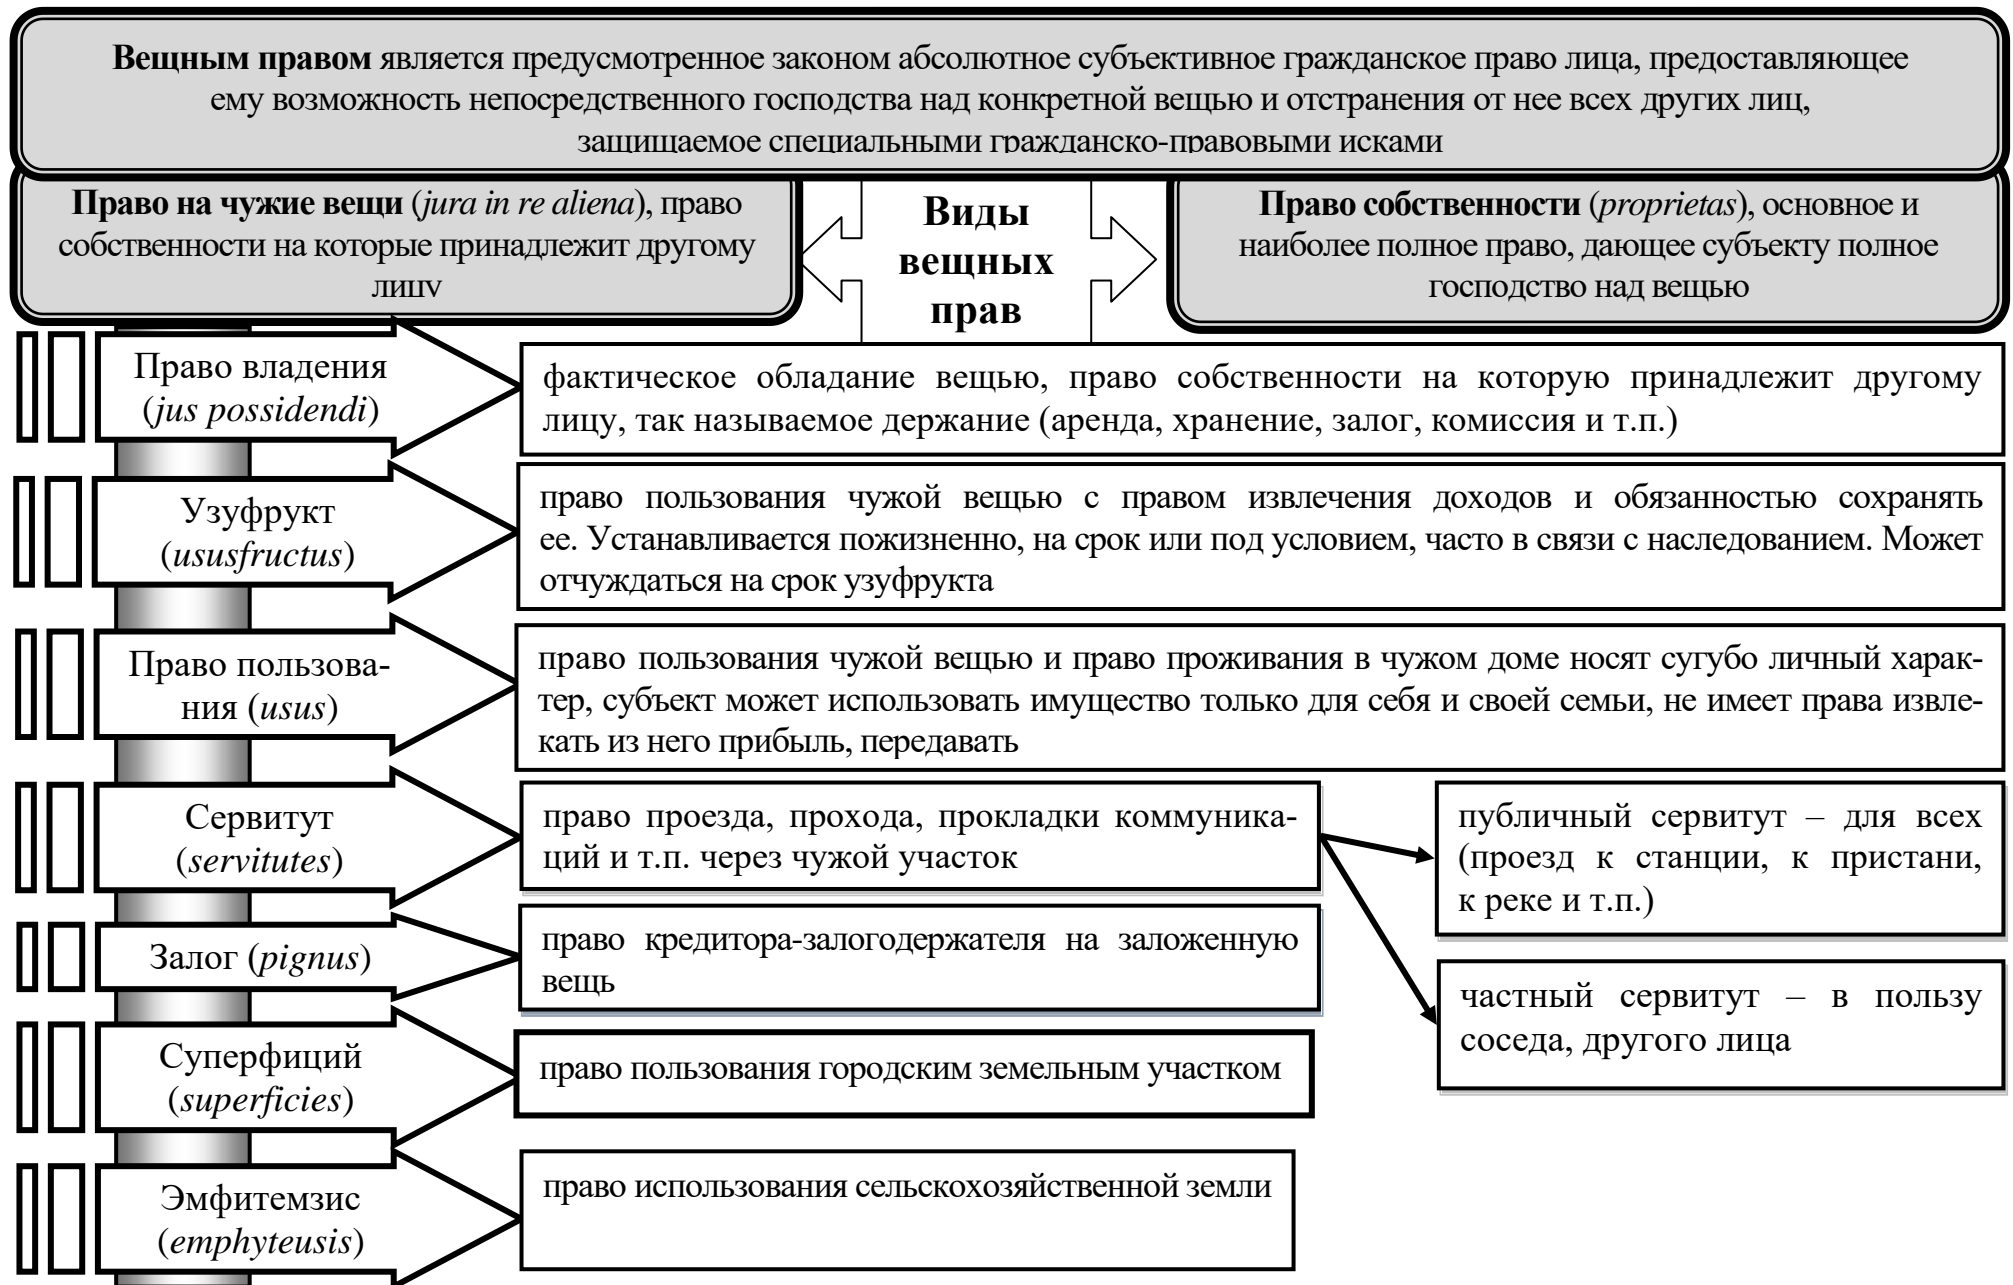 Вещным правом является предусмотренное законом абсолютное субъективное гражданское право лица, предоставляющее
ему возможность непосредственного господства над конкретной вещью и отстранения от нее всех других лиц,
защищаемое специальными гражданско-правовыми исками
Право на чужие вещи (jura in re aliena), право
собственности на которые принадлежит другому
лицу
Виды
вещных
прав
Право собственности (proprietas), основное и
наиболее полное право, дающее субъекту полное
господство над вещью
Право владения
(jus possidendi)
фактическое обладание вещью, право собственности на которую принадлежит другому
лицу, так называемое держание (аренда, хранение, залог, комиссия и т.п.)
Узуфрукт
(ususfructus)
право пользования чужой вещью с правом извлечения доходов и обязанностью сохранять
ее. Устанавливается пожизненно, на срок или под условием, часто в связи с наследованием. Может
отчуждаться на срок узуфрукта
Право пользова-
ния (usus)
право пользования чужой вещью и право проживания в чужом доме носят сугубо личный харак-
тер, субъект может использовать имущество только для себя и своей семьи, не имеет права извле-
кать из него прибыль, передавать
Сервитут
(servitutes)
право проезда, прохода, прокладки коммуника-
ций и т.п. через чужой участок
публичный сервитут – для всех
(проезд к станции, к пристани,
к реке и т.п.)
частный сервитут – в пользу
соседа, другого лица
Залог (pignus)
право кредитора-залогодержателя на заложенную
вещь
Суперфиций
(superficies)
право пользования городским земельным участком
Эмфитемзис
(emphyteusis)
право использования сельскохозяйственной земли